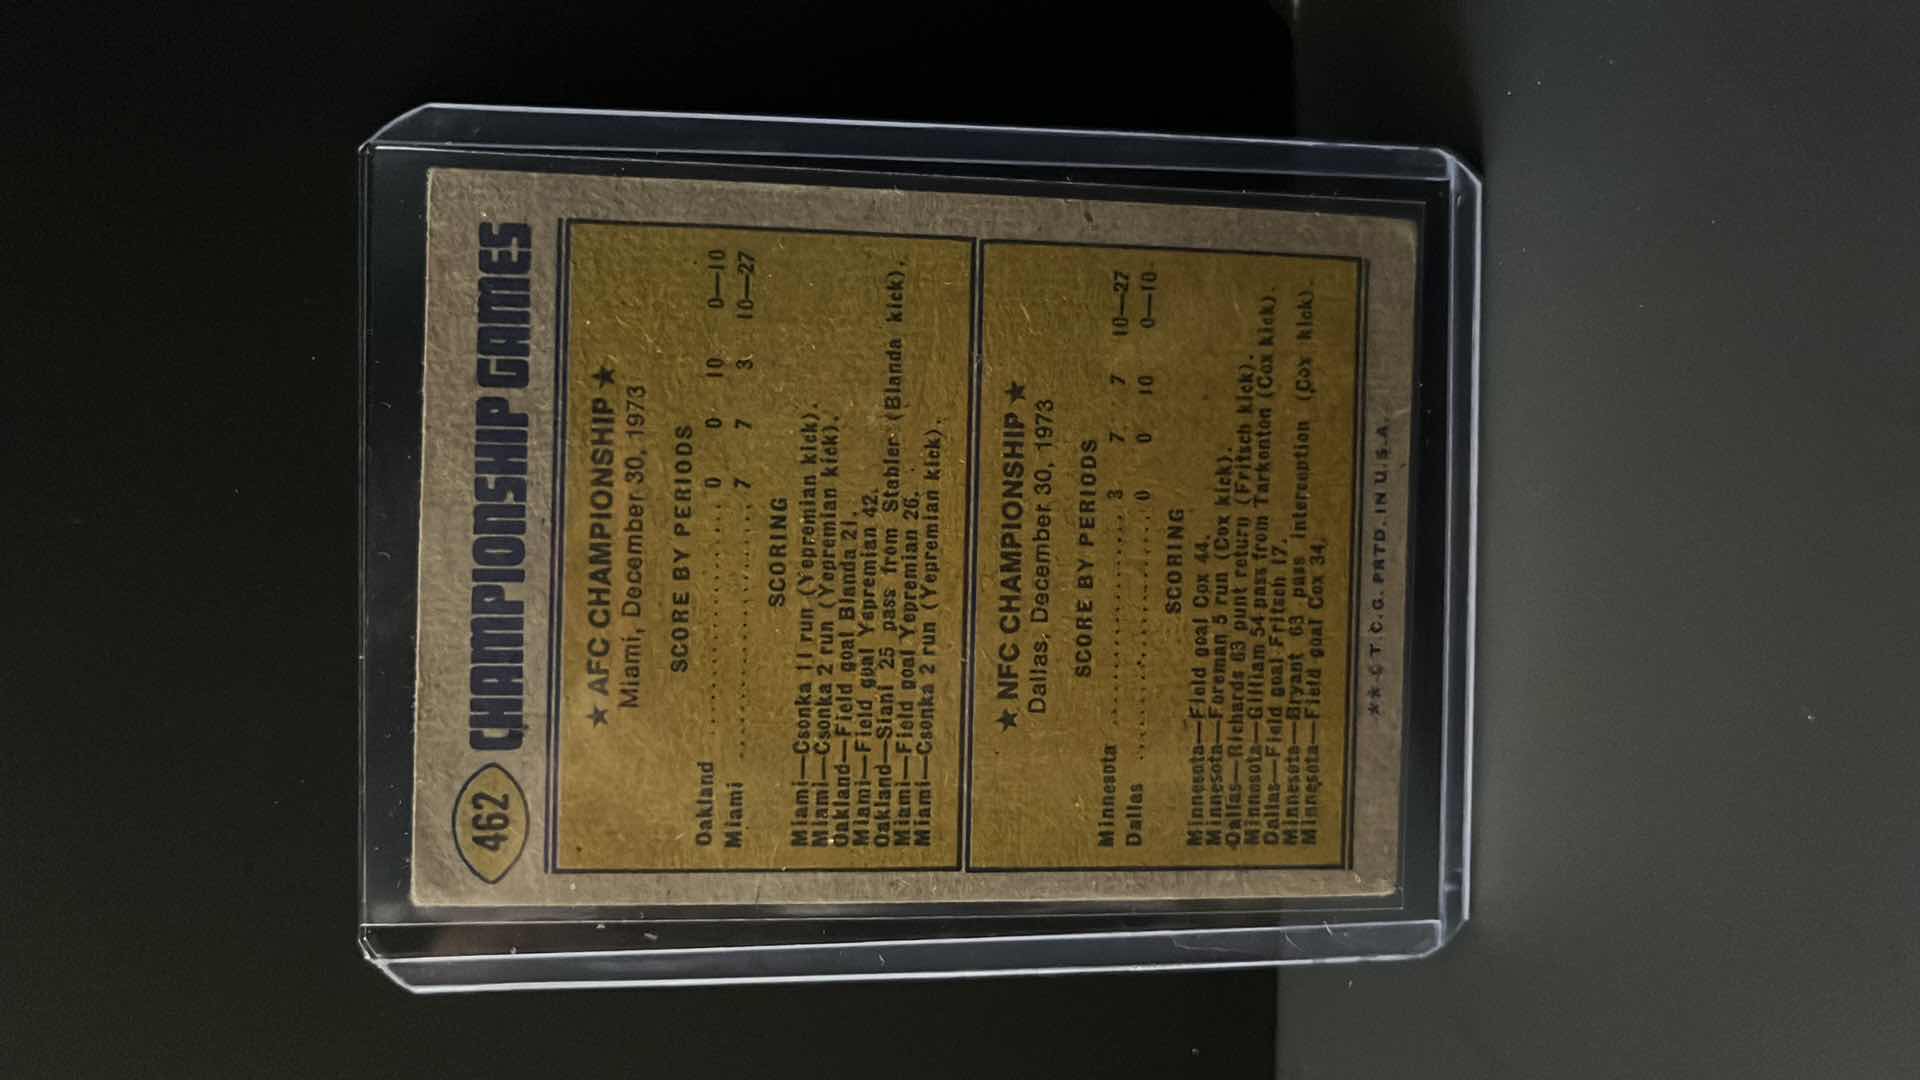 462 CHAMPIONSHIP GAMES
★ AFC CHAMPIONSHIP ★
Miami, December 30, 1973
SCORE BY PERIODS
Oakland ........ 0 0 10 0—10
Miami ........ 7 7 3 10—27
SCORING
Miami—Csonka 11 run (Yepremian kick).
Miami—Csonka 2 run (Yepremian kick).
Oakland—Field goal Blanda 21.
Miami—Field goal Yepremian 42.
Oakland—Siani 25 pass from Stabler (Blanda kick).
Miami—Field goal Yepremian 26.
Miami—Csonka 2 run (Yepremian kick).
★ NFC CHAMPIONSHIP ★
Dallas, December 30, 1973
SCORE BY PERIODS
Minnesota ........ 3 7 7 10—27
Dallas ........ 0 0 10 0—10
SCORING
Minnesota—Field goal Cox 44.
Minnesota—Foreman 5 run (Cox kick).
Dallas—Richards 63 punt return (Fritsch kick).
Minnesota—Gilliam 54 pass from Tarkenton (Cox kick).
Dallas—Field goal Fritsch 17.
Minnesota—Bryant 63 pass interception (Cox kick).
Minnesota—Field goal Cox 34.
★★ © T.C.G. PRTD. IN U.S.A.